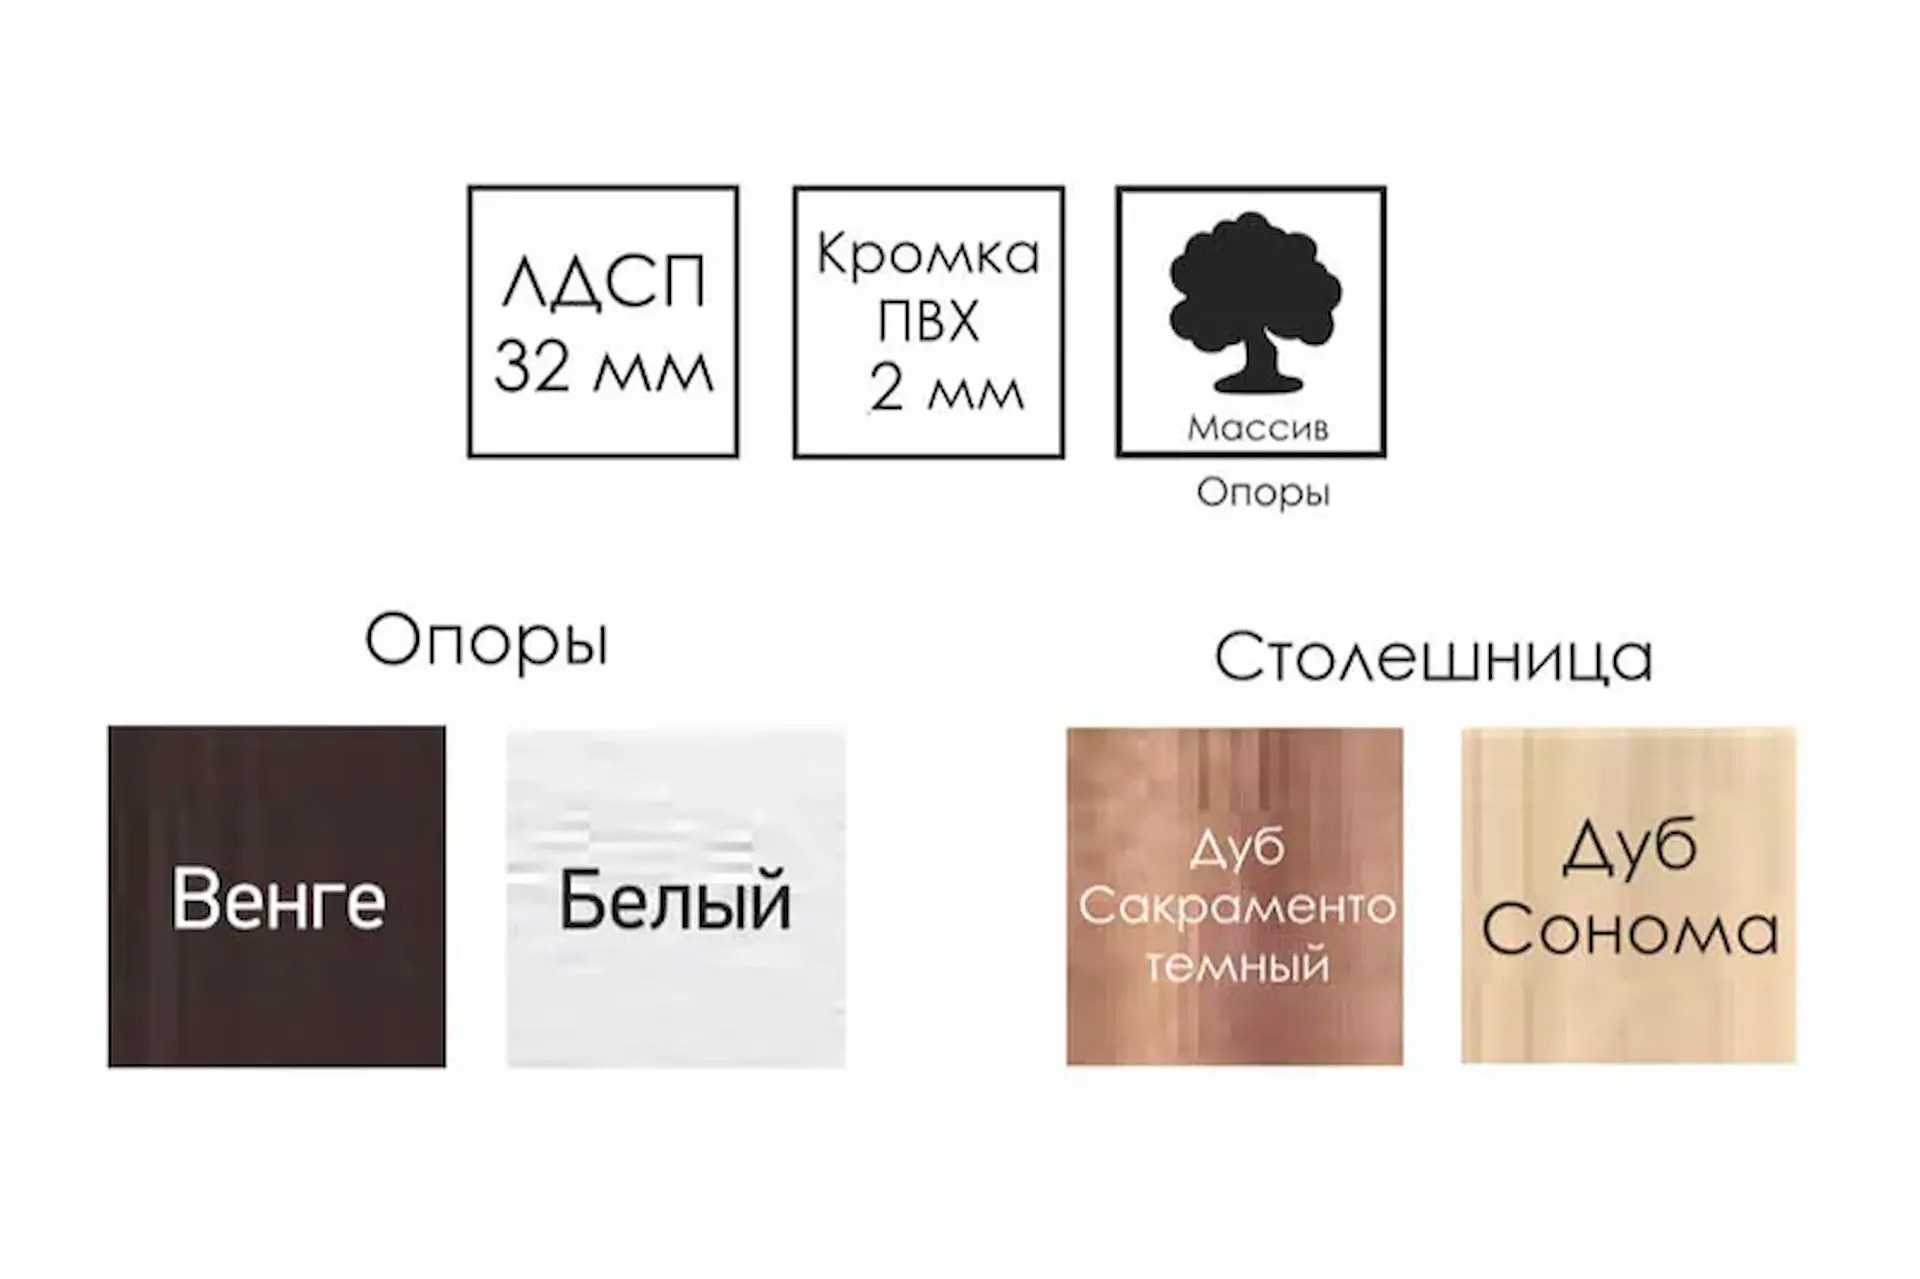 ЛДСП
32 мм
Кромка
ПВХ
2 мм
Массив
Опоры
Опоры
Столешница
Венге
Белый
Дуб
Сакраменто
темный
Дуб
Сонома